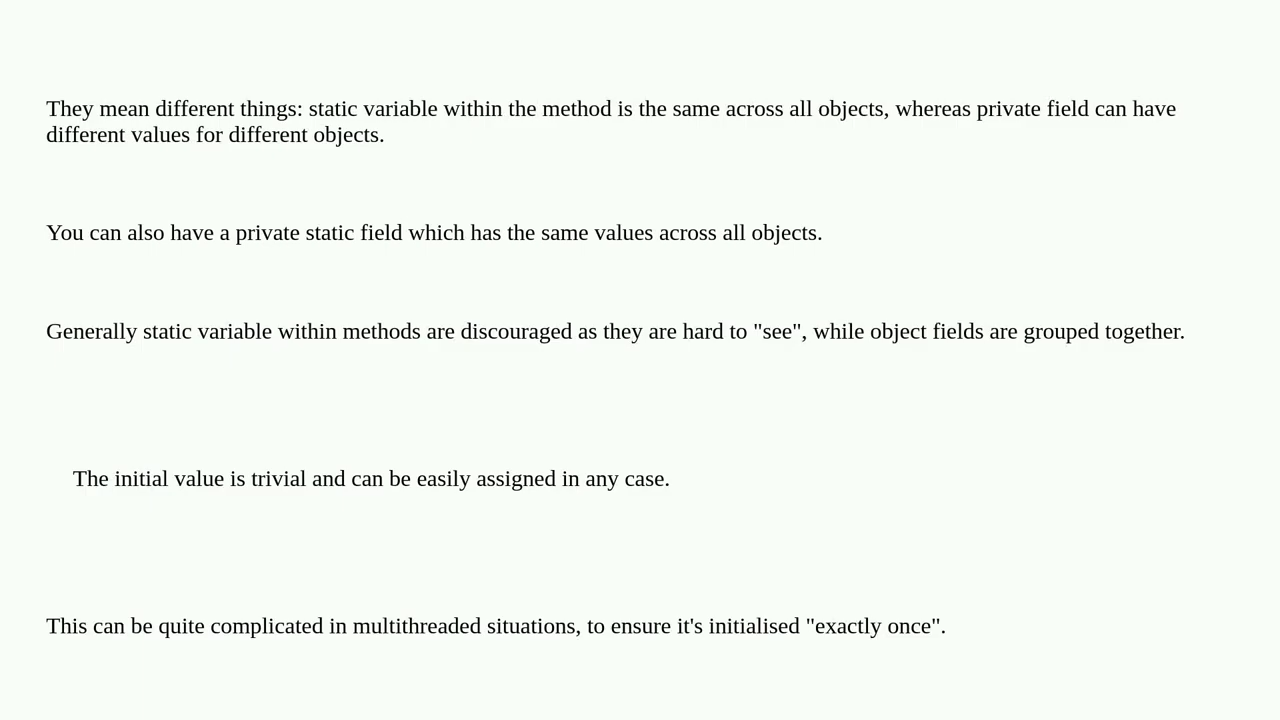 They mean different things: static variable within the method is the same across all objects, whereas private field can have
different values for different objects.
You can also have a private static field which has the same values across all objects.
Generally static variable within methods are discouraged as they are hard to "see", while object fields are grouped together.
The initial value is trivial and can be easily assigned in any case.
This can be quite complicated in multithreaded situations, to ensure it's initialised "exactly once".